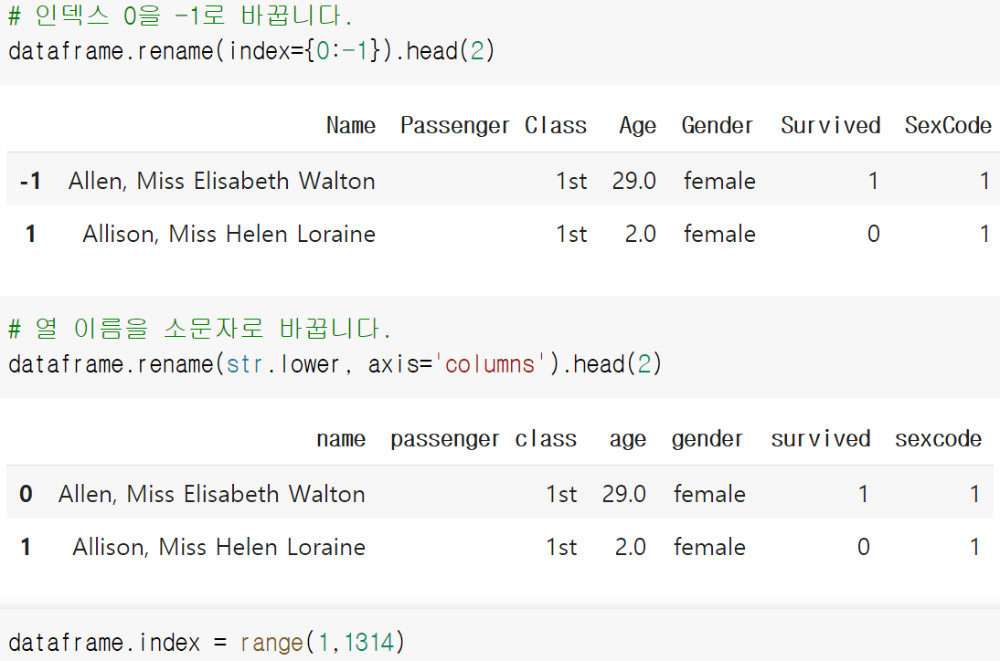 # 인덱스 0을 -1로 바꿉니다.
dataframe.rename(index={0:-1}).head(2)
Name Passenger Class Age Gender Survived SexCode
-1 Allen, Miss Elisabeth Walton 1st 29.0 female 1 1
1 Allison, Miss Helen Loraine 1st 2.0 female 0 1
# 열 이름을 소문자로 바꿉니다.
dataframe.rename(str.lower, axis='columns').head(2)
name passenger class age gender survived sexcode
0 Allen, Miss Elisabeth Walton 1st 29.0 female 1 1
1 Allison, Miss Helen Loraine 1st 2.0 female 0 1
dataframe.index = range(1,1314)